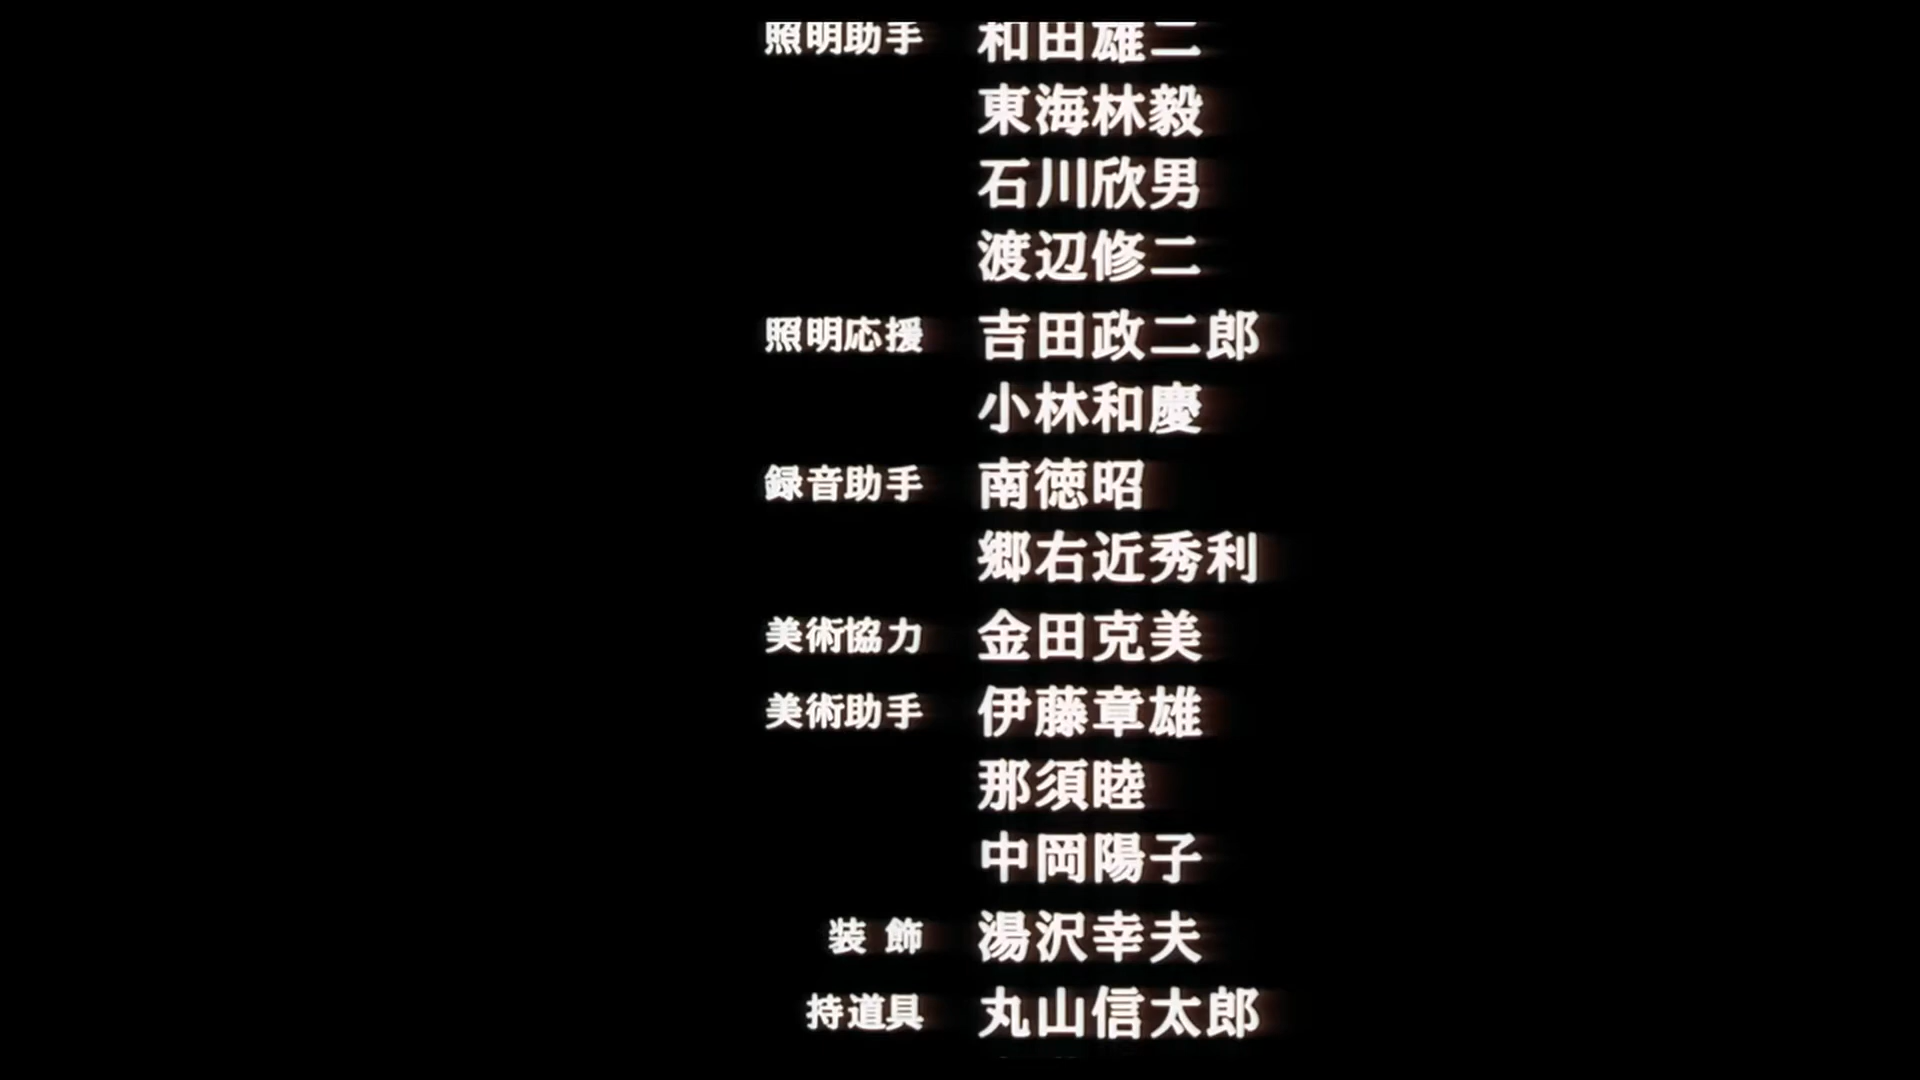 照明助手 和田雄二
東海林毅
石川欣男
渡辺修二
照明応援 吉田政二郎
小林和慶
録音助手 南徳昭
郷右近秀利
美術協力 金田克美
美術助手 伊藤章雄
那須睦
中岡陽子
装飾 湯沢幸夫
持道具 丸山信太郎